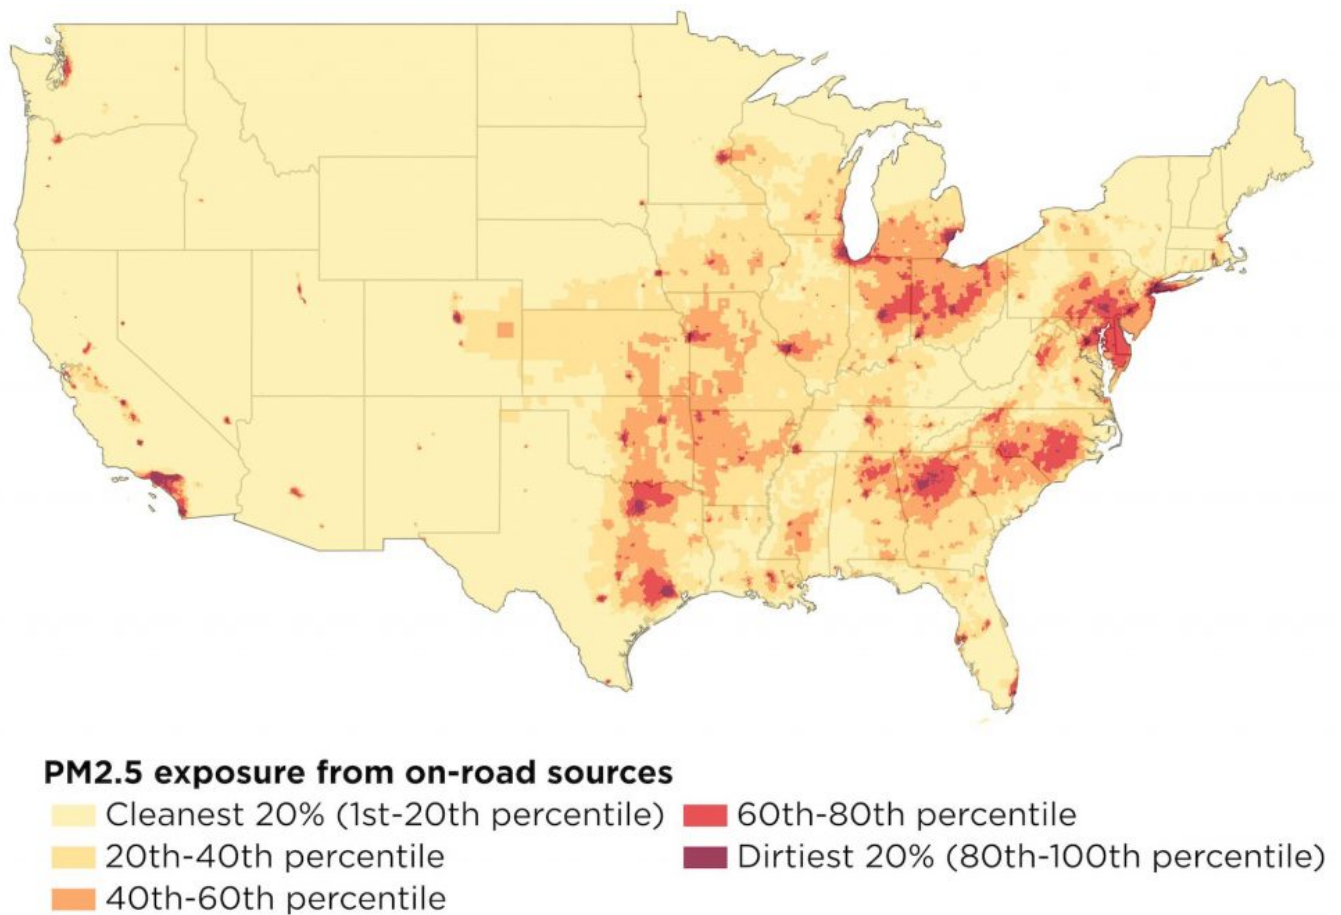 PM2.5 exposure from on-road sources
Cleanest 20% (1st-20th percentile)
20th-40th percentile
40th-60th percentile
60th-80th percentile
Dirtiest 20% (80th-100th percentile)